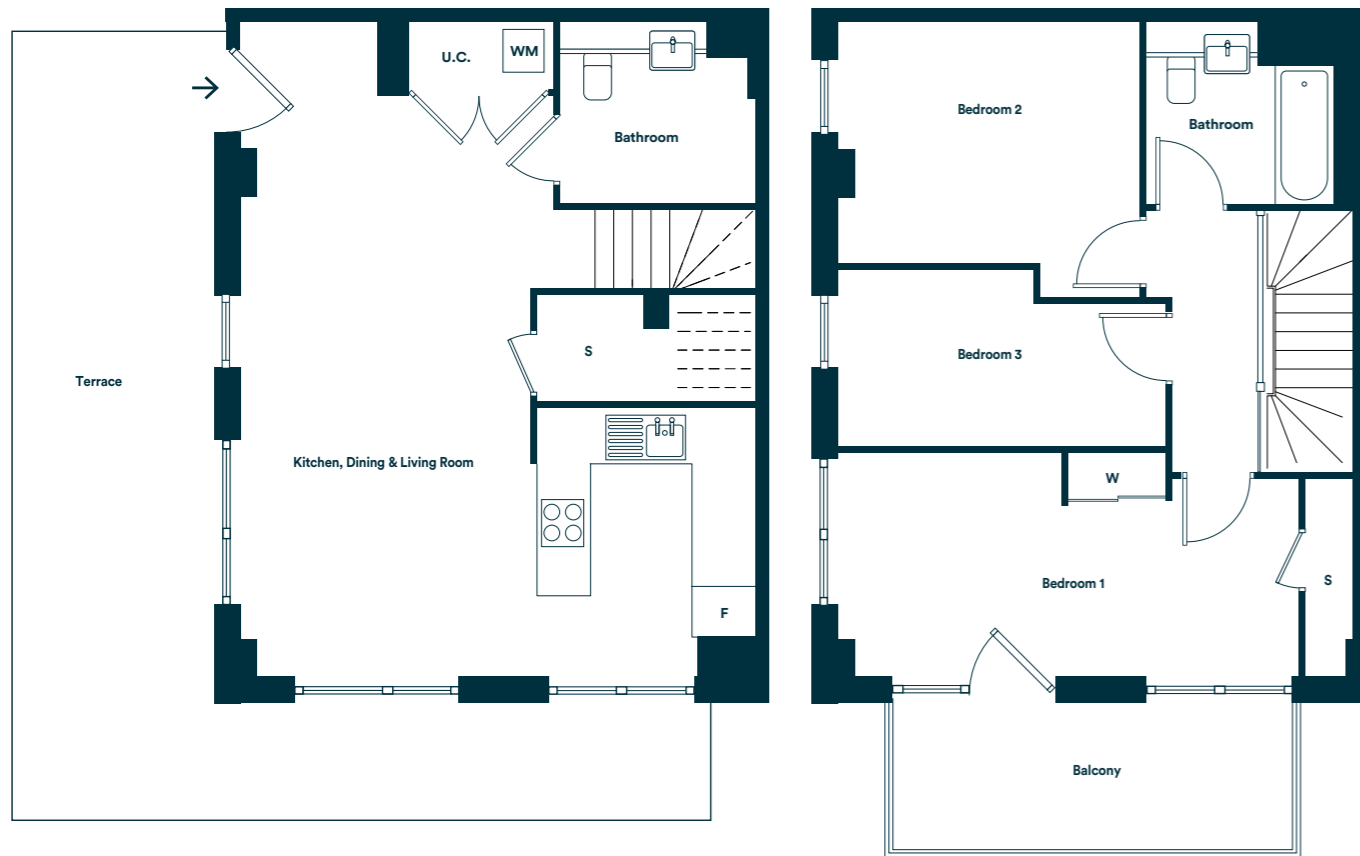 U.C.
WM
Bathroom
Terrace
S
Kitchen, Dining & Living Room
F
Bedroom 2
Bathroom
Bedroom 3
W
Bedroom 1
S
Balcony